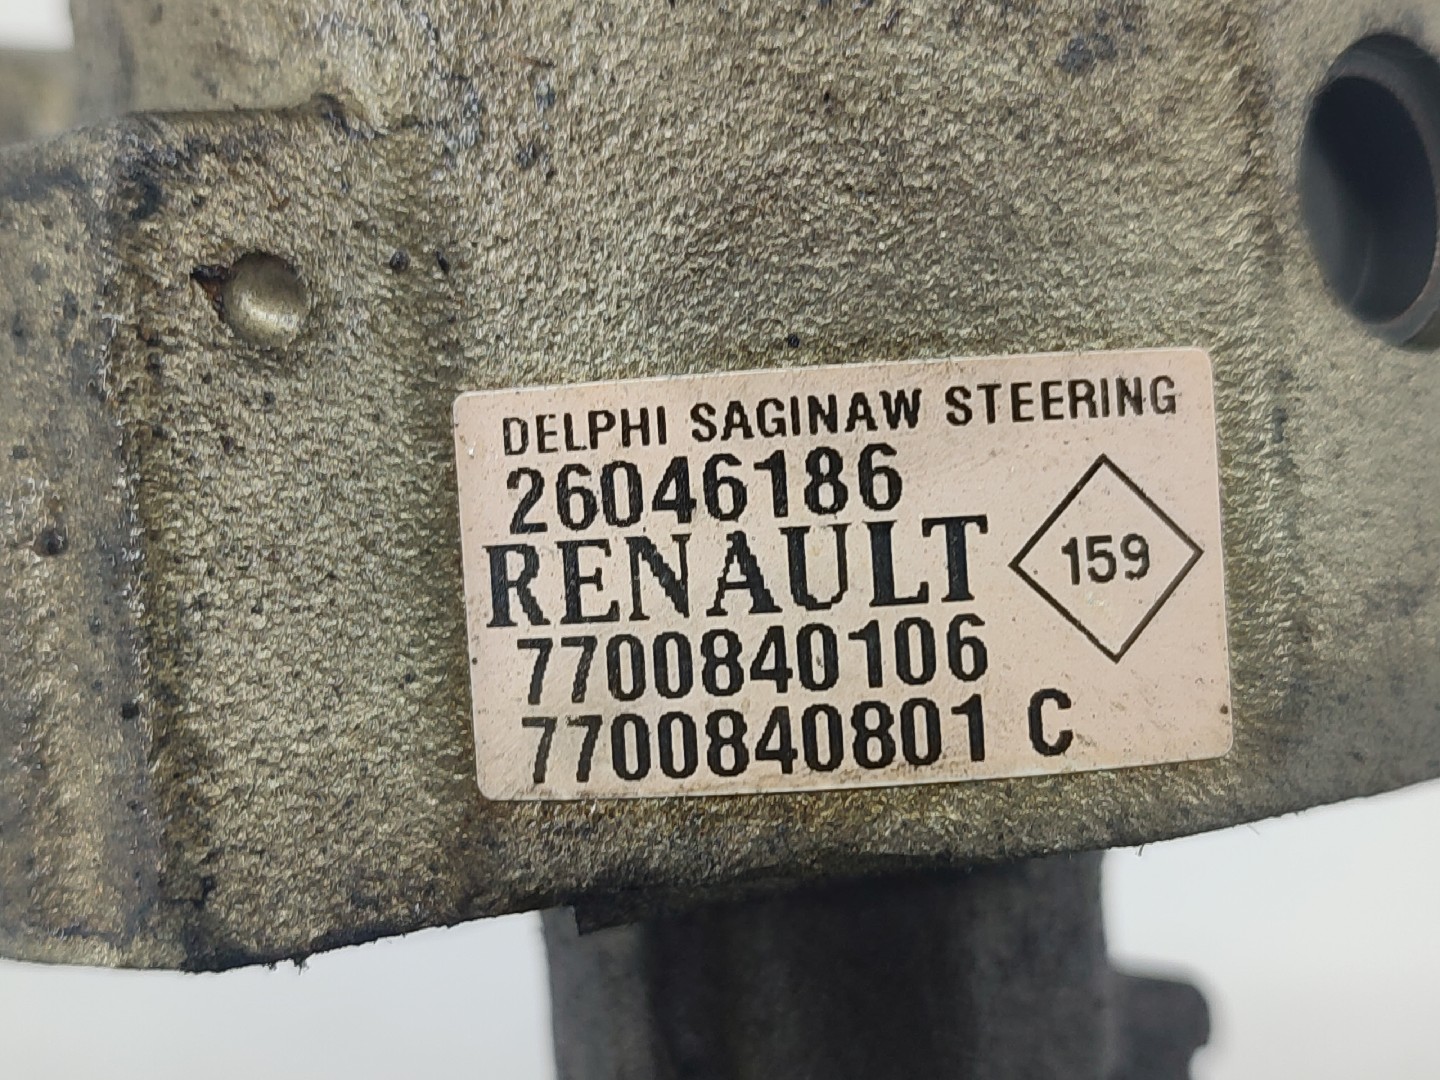 DELPHI SAGINAW STEERING
26046186
RENAULT
159
7700840106
7700840801 C